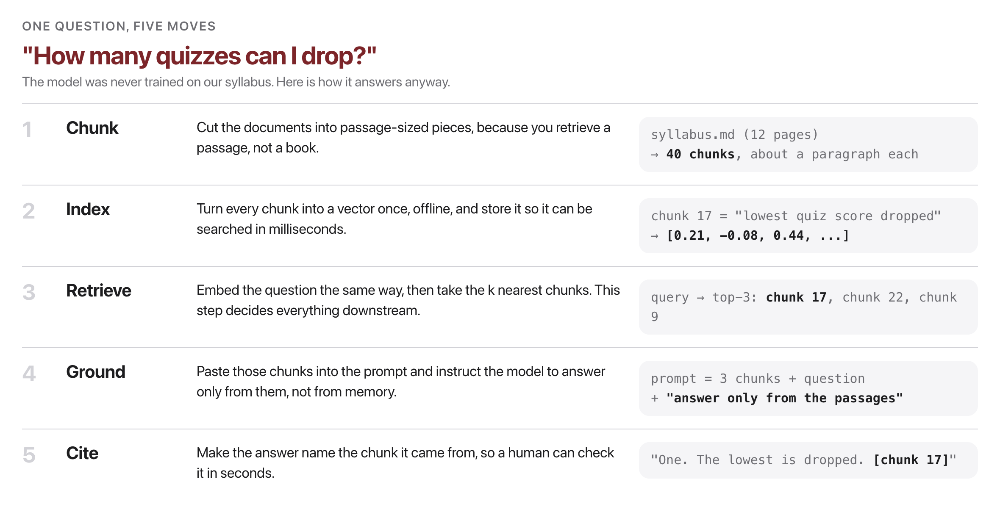 ONE QUESTION, FIVE MOVES
"How many quizzes can I drop?"
The model was never trained on our syllabus. Here is how it answers anyway.
1
Chunk
Cut the documents into passage-sized pieces, because you retrieve a
passage, not a book.
syllabus.md (12 pages)
→ 40 chunks, about a paragraph each
2
Index
Turn every chunk into a vector once, offline, and store it so it can be
searched in milliseconds.
chunk 17 = "lowest quiz score dropped"
→ [0.21, -0.08, 0.44, ...]
3
Retrieve
Embed the question the same way, then take the k nearest chunks. This
step decides everything downstream.
query → top-3: chunk 17, chunk 22, chunk
9
4
Ground
Paste those chunks into the prompt and instruct the model to answer
only from them, not from memory.
prompt = 3 chunks + question
+ "answer only from the passages"
5
Cite
Make the answer name the chunk it came from, so a human can check
it in seconds.
"One. The lowest is dropped. [chunk 17]"